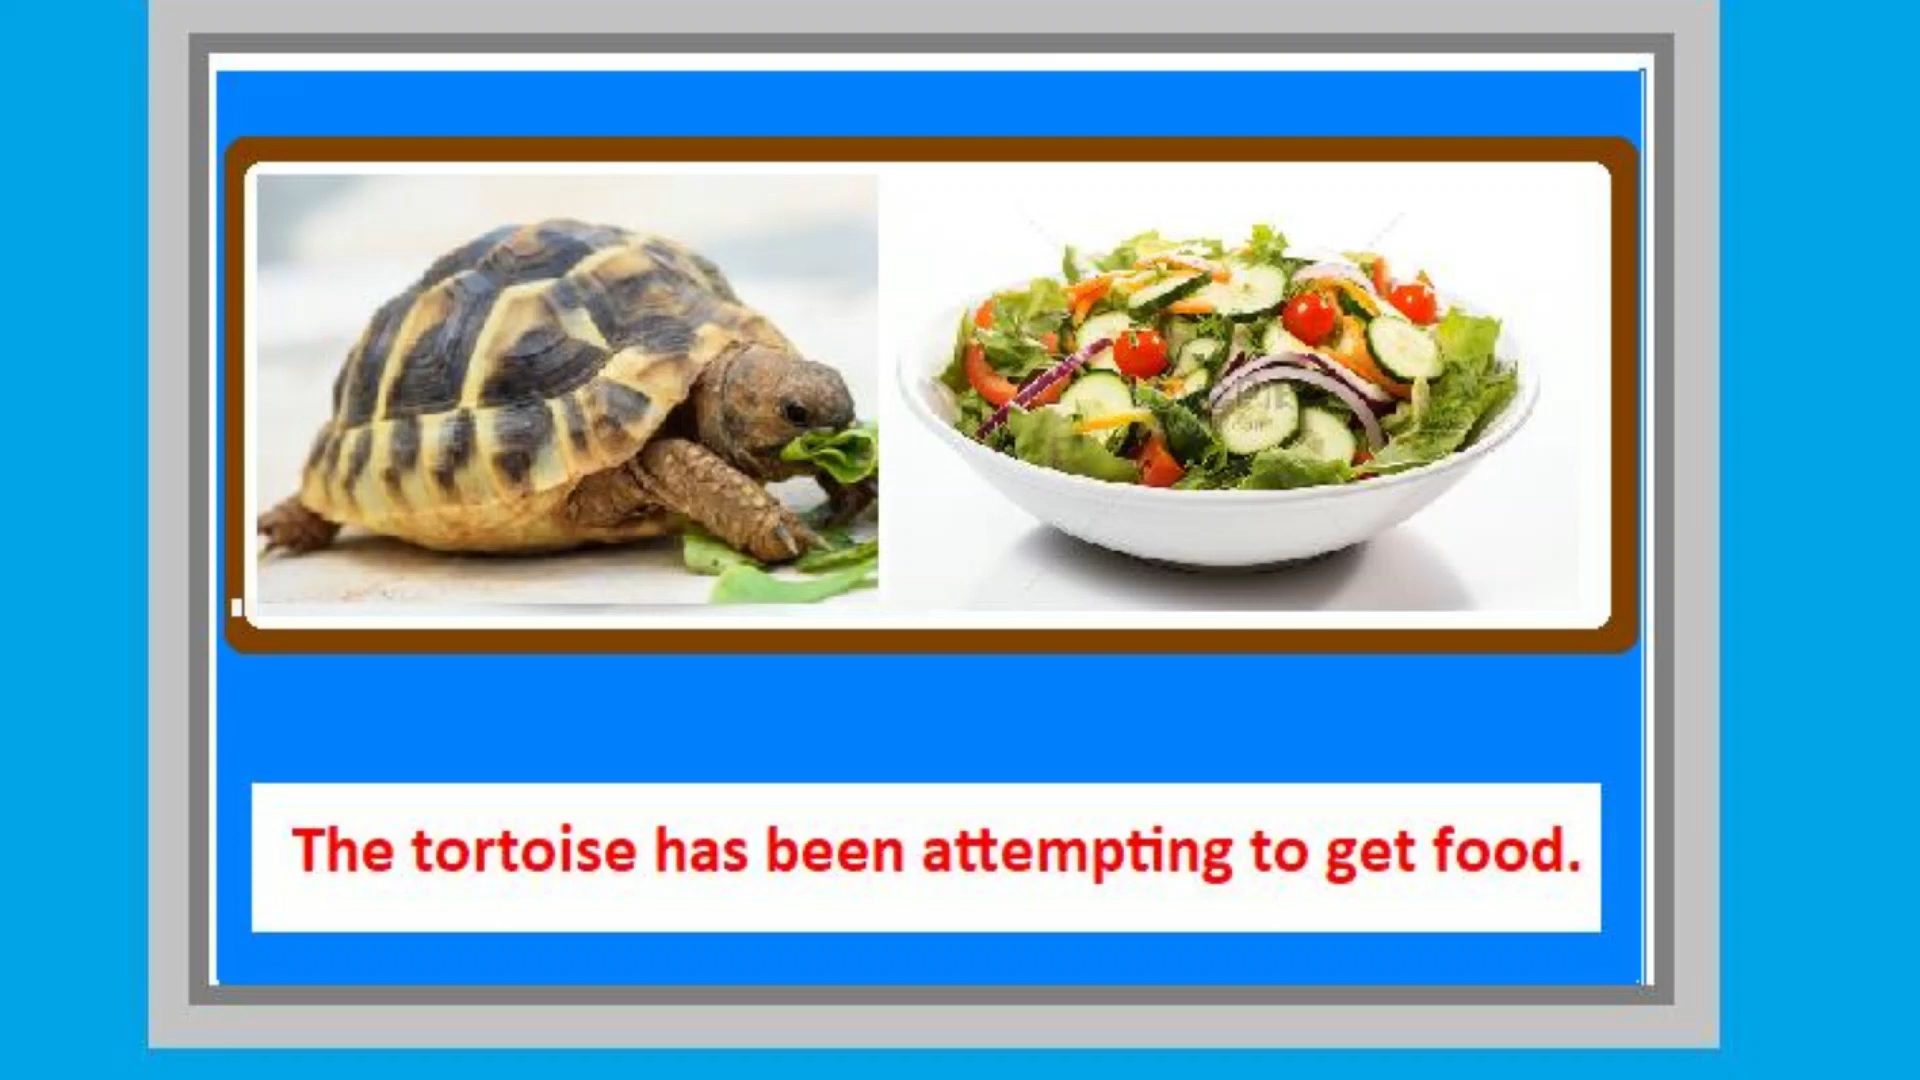 The tortoise has been attempting to get food.